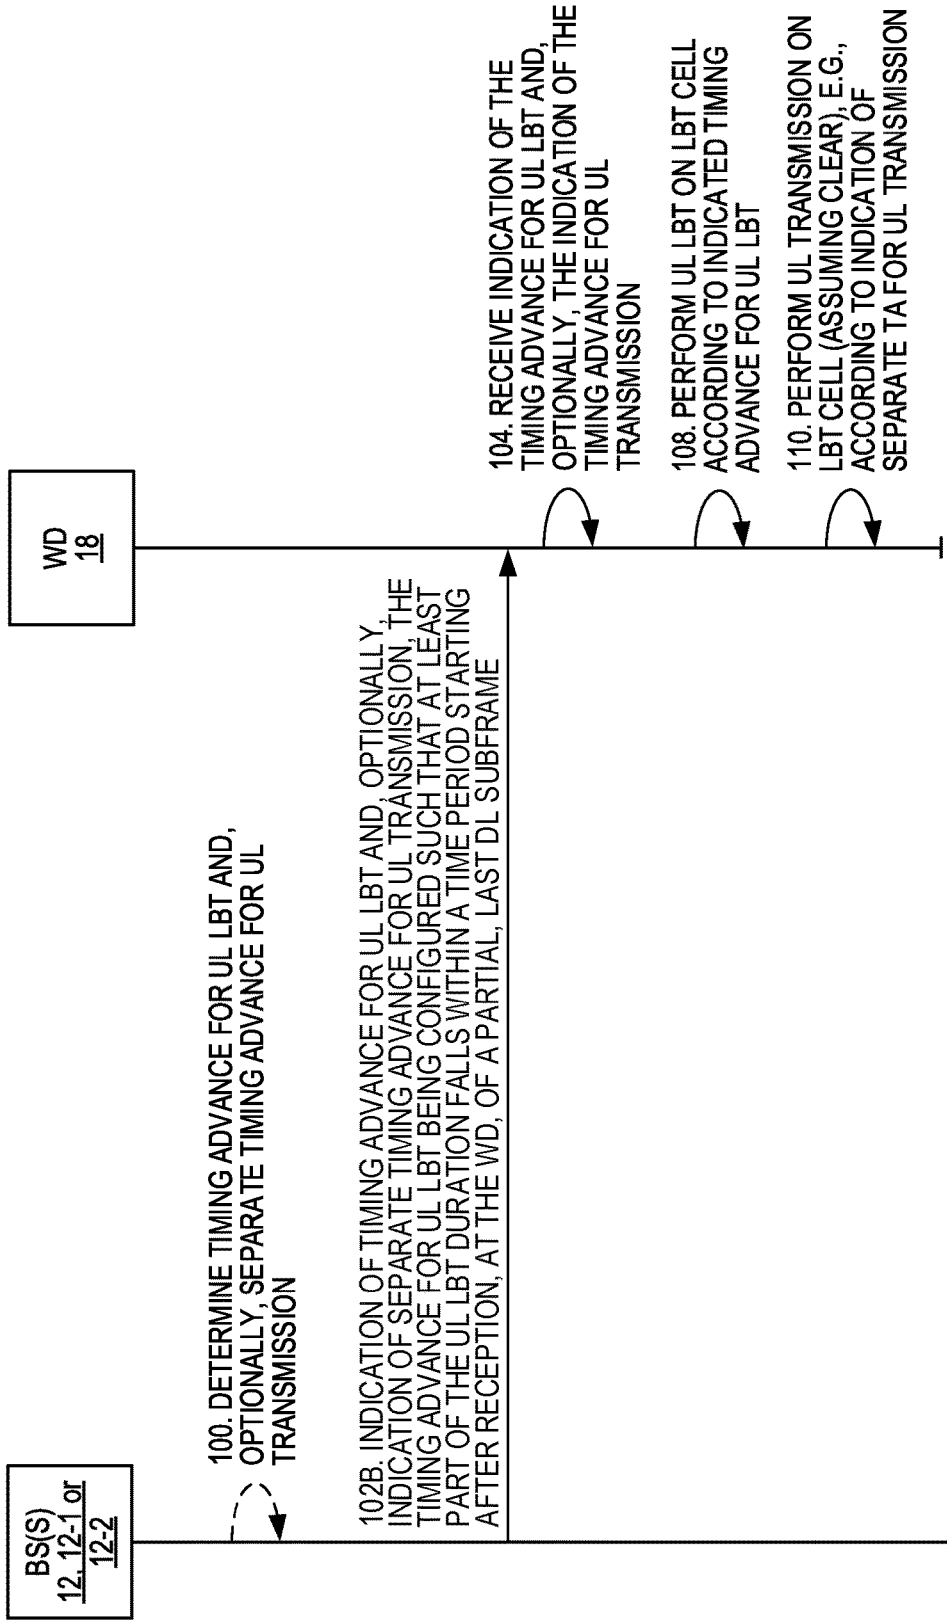 BS(S)
12, 12-1 or
12-2
WD
18
100. DETERMINE TIMING ADVANCE FOR UL LBT AND,
OPTIONALLY, SEPARATE TIMING ADVANCE FOR UL
TRANSMISSION
102B. INDICATION OF TIMING ADVANCE FOR UL LBT AND, OPTIONALLY,
INDICATION OF SEPARATE TIMING ADVANCE FOR UL TRANSMISSION, THE
TIMING ADVANCE FOR UL LBT BEING CONFIGURED SUCH THAT AT LEAST
PART OF THE UL LBT DURATION FALLS WITHIN A TIME PERIOD STARTING
AFTER RECEPTION, AT THE WD, OF A PARTIAL, LAST DL SUBFRAME
104. RECEIVE INDICATION OF THE
TIMING ADVANCE FOR UL LBT AND,
OPTIONALLY, THE INDICATION OF THE
TIMING ADVANCE FOR UL
TRANSMISSION
108. PERFORM UL LBT ON LBT CELL
ACCORDING TO INDICATED TIMING
ADVANCE FOR UL LBT
110. PERFORM UL TRANSMISSION ON
LBT CELL (ASSUMING CLEAR), E.G.,
ACCORDING TO INDICATION OF
SEPARATE TA FOR UL TRANSMISSION